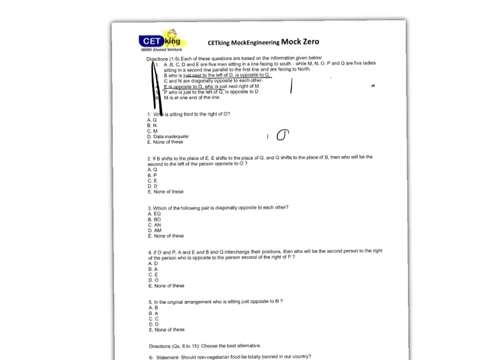 CETking
IBMR Alumni Venture
CETking MockEngineering Mock Zero
Directions (1-5) Each of these questions are based on the information given below
1. A ,B, C, D and E are five men sitting in a line facing to south - while M, N, O, P and Q are five ladies
sitting in a second line parallel to the first line and are facing to North.
B who is just next to the left of D, is opposite to Q.
C and N are diagonally opposite to each other.
E is opposite to O, who is just next right of M.
P who is just to the left of Q, is opposite to D.
M is at one end of the line.
1. Who is sitting third to the right of O?
A. Q
B. N
C. M
D. Data inadequate
E. None of these
2. If B shifts to the place of E, E shifts to the place of Q, and Q shifts to the place of B, then who will be the
second to the left of the person opposite to O ?
A. Q
B. P
C. E
D. D
E. None of these
3. Which of the following pair is diagonally opposite to each other?
A. EQ
B. BO
C. AN
D. AM
E. None of these
4. If O and P, A and E and B and Q interchange their positions, then who will be the second person to the right
of the person who is opposite to the person second of the right of P ?
A. D
B. A
C. E
D. O
E. None of these
5. In the original arrangement who is sitting just opposite to N ?
A. B
B. A
C. C
D. D
E. None of these
Directions (Qs. 6 to 15): Choose the best alternative.
6- Statement: Should non-vegetarian food be totally banned in our country?